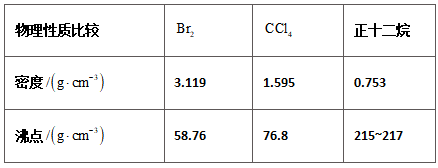 物理性质比较 Br₂ CCl₄ 正十二烷
密度/(g·cm⁻³) 3.119 1.595 0.753
沸点/(g·cm⁻³) 58.76 76.8 215~217